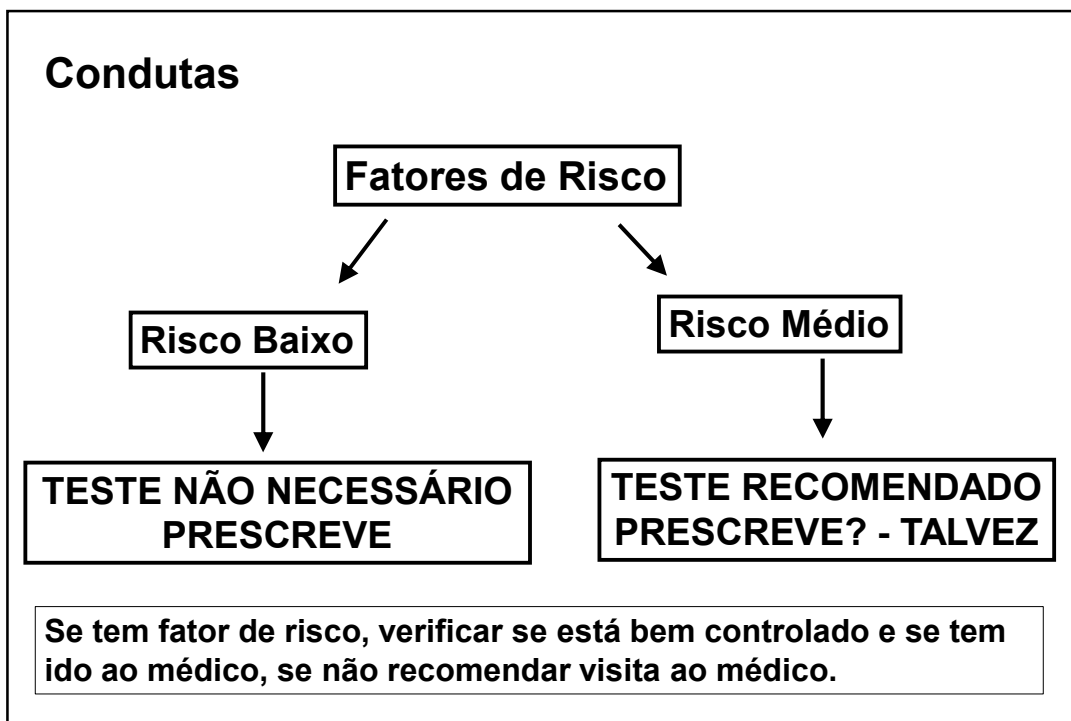 Condutas
Fatores de Risco
Risco Baixo
Risco Médio
TESTE NÃO NECESSÁRIO
PRESCREVE
TESTE RECOMENDADO
PRESCREVE? - TALVEZ
Se tem fator de risco, verificar se está bem controlado e se tem
ido ao médico, se não recomendar visita ao médico.